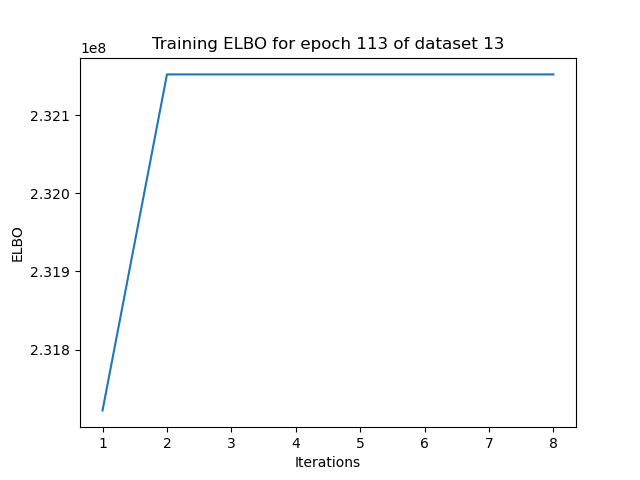 Training ELBO for epoch 113 of dataset 13
1e8
2.321
2.320
2.319
2.318
ELBO
1 2 3 4 5 6 7 8
Iterations